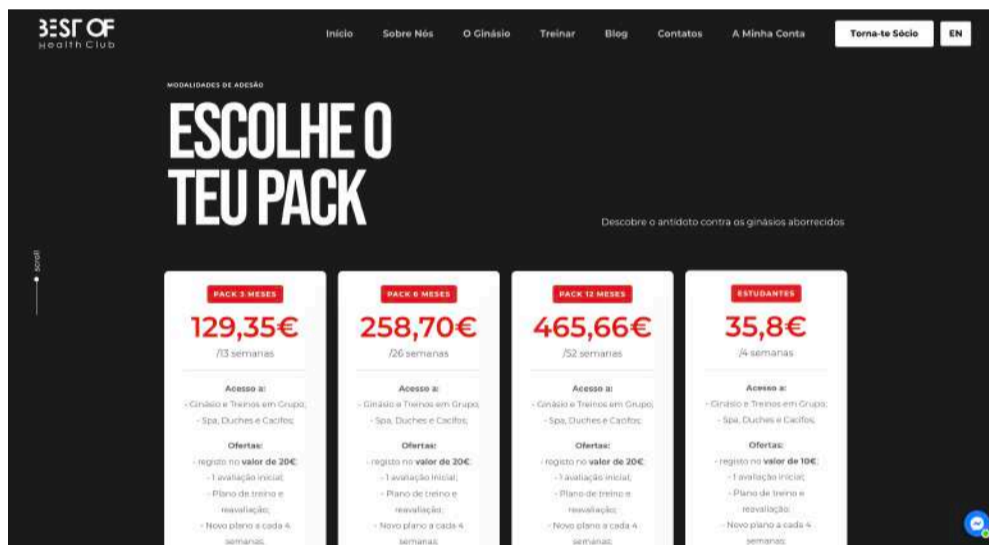 BEST OF
Health Club
Início Sobre Nós O Ginásio Treinar Blog Contatos A Minha Conta Torna-te Sócio EN
MODALIDADES DE ADESÃO
ESCOLHE O
TEU PACK
Descobre o antídoto contra os ginásios aborrecidos
scroll
PACK 3 MESES
129,35€
/13 semanas
Acesso a:
- Ginásio e Treinos em Grupo;
- Spa, Duches e Cacifos;
Ofertas:
- registo no valor de 20€;
- 1 avaliação inicial;
- Plano de treino e
reavaliação;
- Novo plano a cada 4
semanas;
PACK 6 MESES
258,70€
/26 semanas
Acesso a:
- Ginásio e Treinos em Grupo;
- Spa, Duches e Cacifos;
Ofertas:
- registo no valor de 20€;
- 1 avaliação inicial;
- Plano de treino e
reavaliação;
- Novo plano a cada 4
semanas;
PACK 12 MESES
465,66€
/52 semanas
Acesso a:
- Ginásio e Treinos em Grupo;
- Spa, Duches e Cacifos;
Ofertas:
- registo no valor de 20€;
- 1 avaliação inicial;
- Plano de treino e
reavaliação;
- Novo plano a cada 4
semanas;
ESTUDANTES
35,8€
/4 semanas
Acesso a:
- Ginásio e Treinos em Grupo;
- Spa, Duches e Cacifos;
Ofertas:
- registo no valor de 10€;
- 1 avaliação inicial;
- Plano de treino e
reavaliação;
- Novo plano a cada 4
semanas;